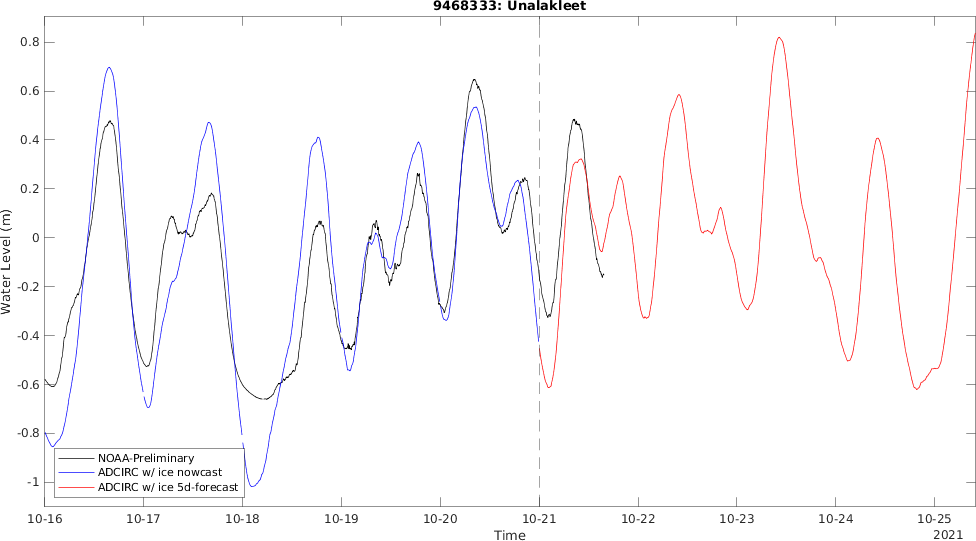 9468333: Unalakleet
0.8
0.6
0.4
0.2
0
-0.2
-0.4
-0.6
-0.8
-1
Water Level (m)
NOAA-Preliminary
ADCIRC w/ ice nowcast
ADCIRC w/ ice 5d-forecast
10-16 10-17 10-18 10-19 10-20 10-21 10-22 10-23 10-24 10-25
Time
2021